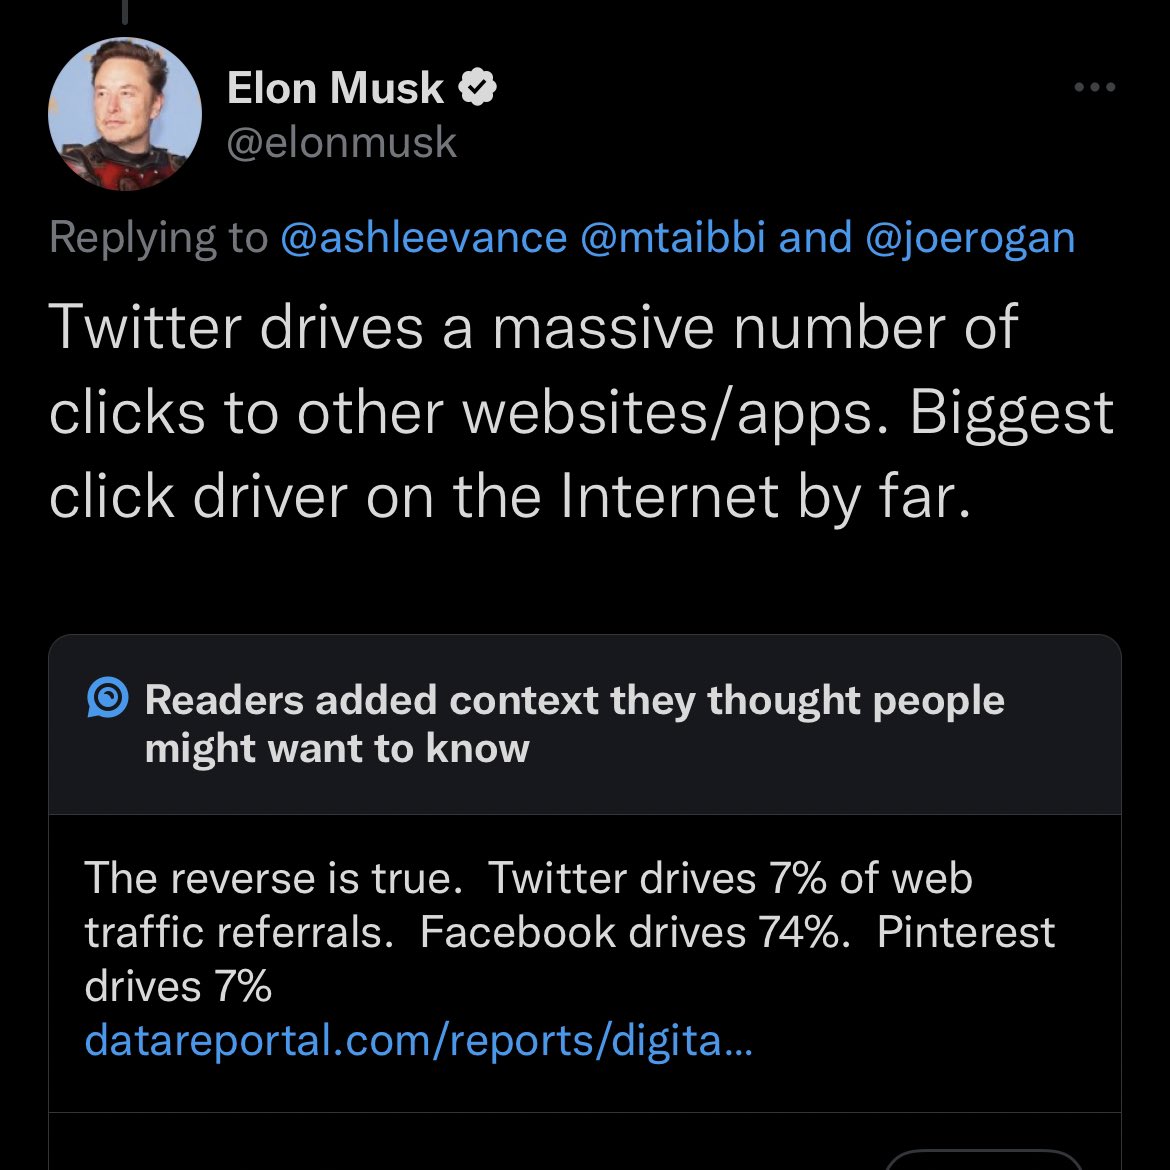 Elon Musk
@elonmusk
Replying to @ashleevance @mtaibbi and @joerogan
Twitter drives a massive number of
clicks to other websites/apps. Biggest
click driver on the Internet by far.
Readers added context they thought people
might want to know
The reverse is true.  Twitter drives 7% of web
traffic referrals.  Facebook drives 74%.  Pinterest
drives 7%
datareportal.com/reports/digita…